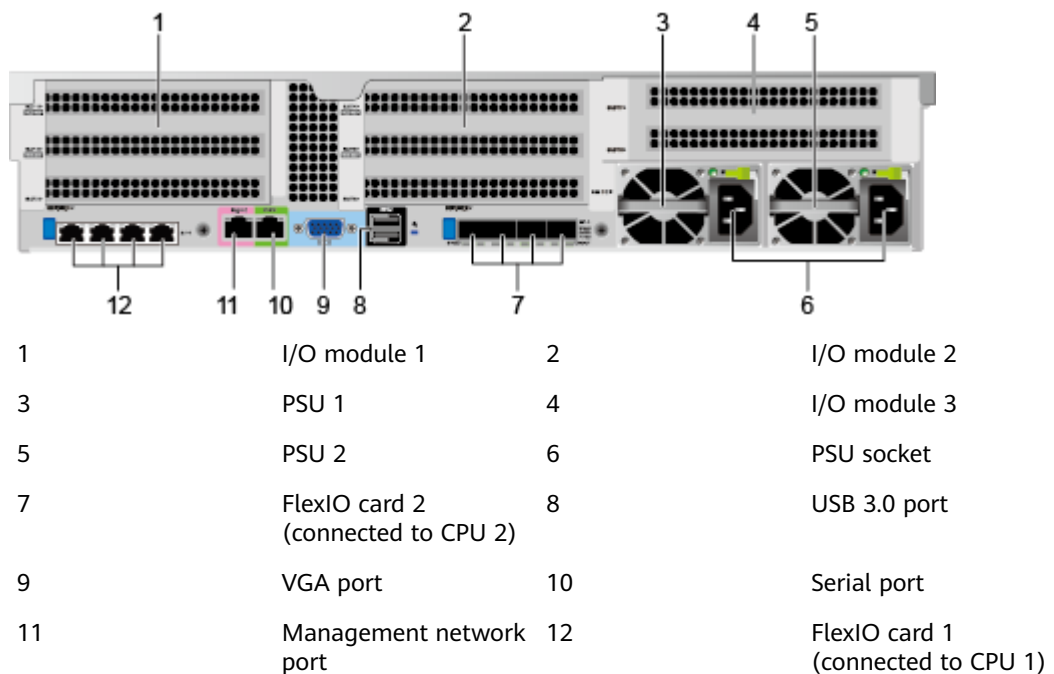 1 2 3 4 5
12 11 10 9 8 7 6
1 I/O module 1 2 I/O module 2
3 PSU 1 4 I/O module 3
5 PSU 2 6 PSU socket
7 FlexIO card 2 8 USB 3.0 port
(connected to CPU 2)
9 VGA port 10 Serial port
11 Management network 12 FlexIO card 1
port (connected to CPU 1)